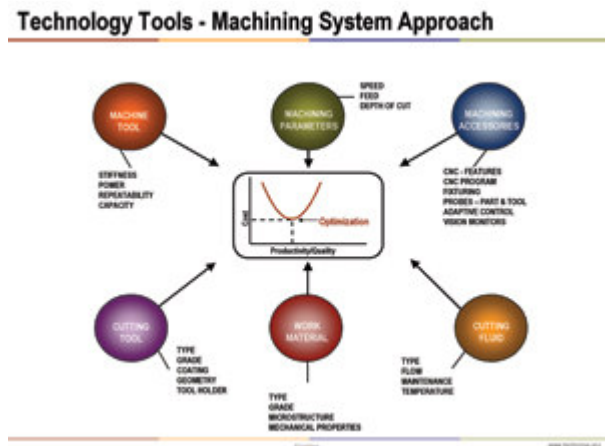 Technology Tools - Machining System Approach
MACHINE
TOOL
STIFFNESS
POWER
REPEATABILITY
CAPACITY
MACHINING
PARAMETERS
SPEED
FEED
DEPTH OF CUT
MACHINING
ACCESSORIES
CNC - FEATURES
CNC PROGRAM
FIXTURING
PROBES – PART & TOOL
ADAPTIVE CONTROL
VISION MONITORS
Cost
Optimization
Productivity/Quality
CUTTING
TOOL
TYPE
GRADE
COATING
GEOMETRY
TOOL HOLDER
WORK
MATERIAL
TYPE
GRADE
MICROSTRUCTURE
MECHANICAL PROPERTIES
CUTTING
FLUID
TYPE
FLOW
MAINTENANCE
TEMPERATURE